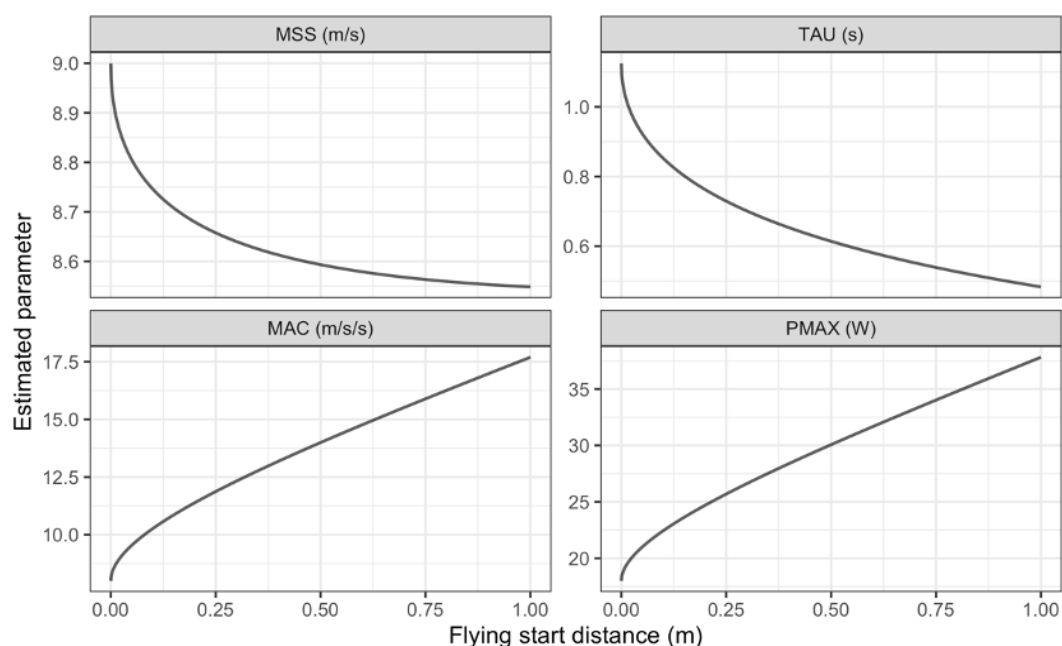 MSS (m/s)
TAU (s)
9.0
8.9
8.8
8.7
8.6
1.0
0.8
0.6
Estimated parameter
MAC (m/s/s)
PMAX (W)
17.5
15.0
12.5
10.0
35
30
25
20
0.00 0.25 0.50 0.75 1.00
0.00 0.25 0.50 0.75 1.00
Flying start distance (m)